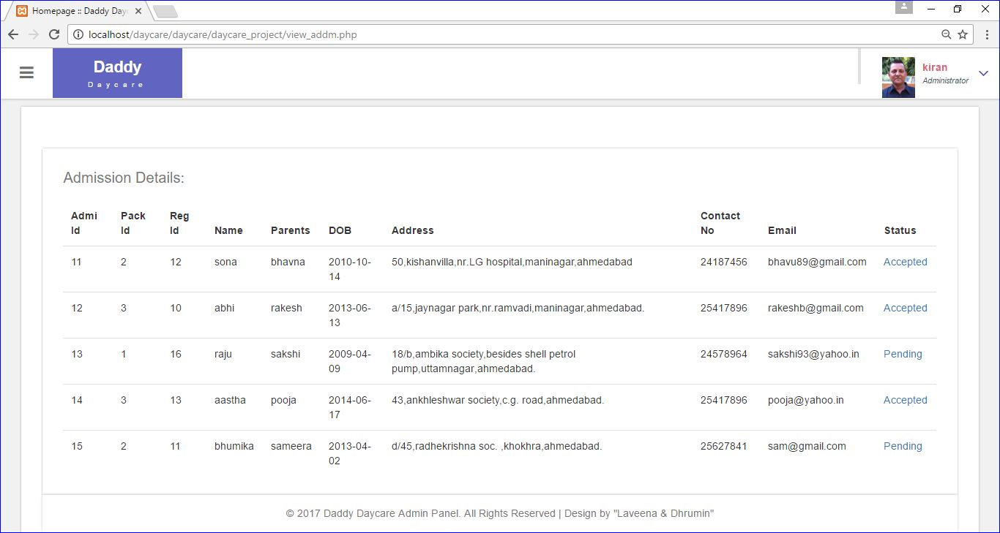 Homepage :: Daddy Day
localhost/daycare/daycare/daycare_project/view_addm.php
Daddy
Daycare
kiran
Administrator
Admission Details:
Admi Id Pack Id Reg Id Name Parents DOB Address Contact No Email Status
11 2 12 sona bhavna 2010-10-14 50,kishanvilla,nr.LG hospital,maninagar,ahmedabad 24187456 bhavu89@gmail.com Accepted
12 3 10 abhi rakesh 2013-06-13 a/15,jaynagar park,nr.ramvadi,maninagar,ahmedabad. 25417896 rakeshb@gmail.com Accepted
13 1 16 raju sakshi 2009-04-09 18/b,ambika society,besides shell petrol pump,uttamnagar,ahmedabad. 24578964 sakshi93@yahoo.in Pending
14 3 13 aastha pooja 2014-06-17 43,ankhleshwar society,c.g. road,ahmedabad. 25417896 pooja@yahoo.in Accepted
15 2 11 bhumika sameera 2013-04-02 d/45,radhekrishna soc. ,khokhra,ahmedabad. 25627841 sam@gmail.com Pending
© 2017 Daddy Daycare Admin Panel. All Rights Reserved | Design by "Laveena & Dhrumin"